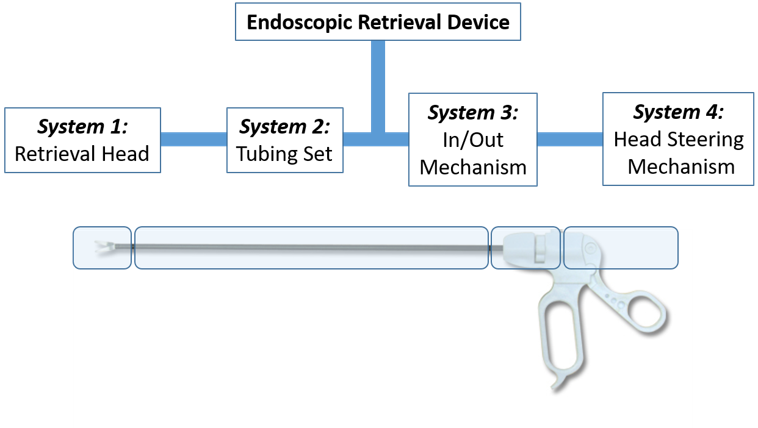 Endoscopic Retrieval Device
System 1:
Retrieval Head
System 2:
Tubing Set
System 3:
In/Out
Mechanism
System 4:
Head Steering
Mechanism